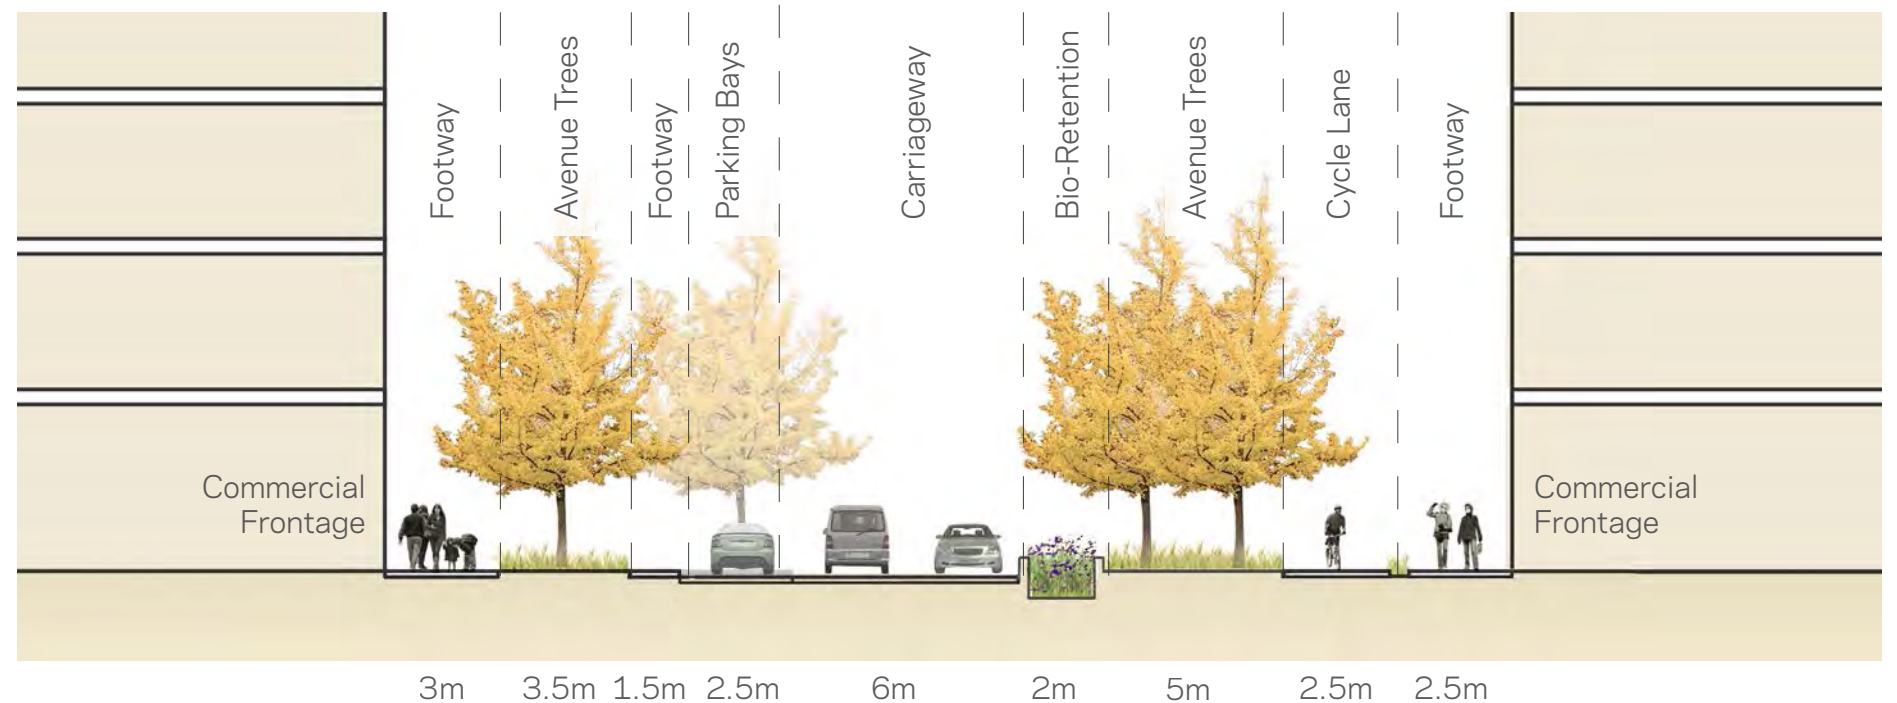 Footway
Avenue Trees
Footway
Parking Bays
Carriageway
Bio-Retention
Avenue Trees
Cycle Lane
Footway
Commercial
Frontage
Commercial
Frontage
3m 3.5m 1.5m 2.5m 6m 2m 5m 2.5m 2.5m